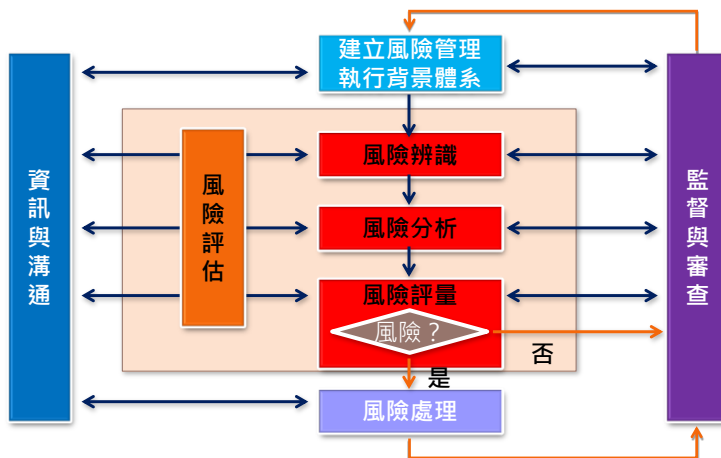 建立風險管理
執行背景體系
資訊與溝通
風險評估
風險辨識
風險分析
風險評量
風險？
否
是
風險處理
監督與審查